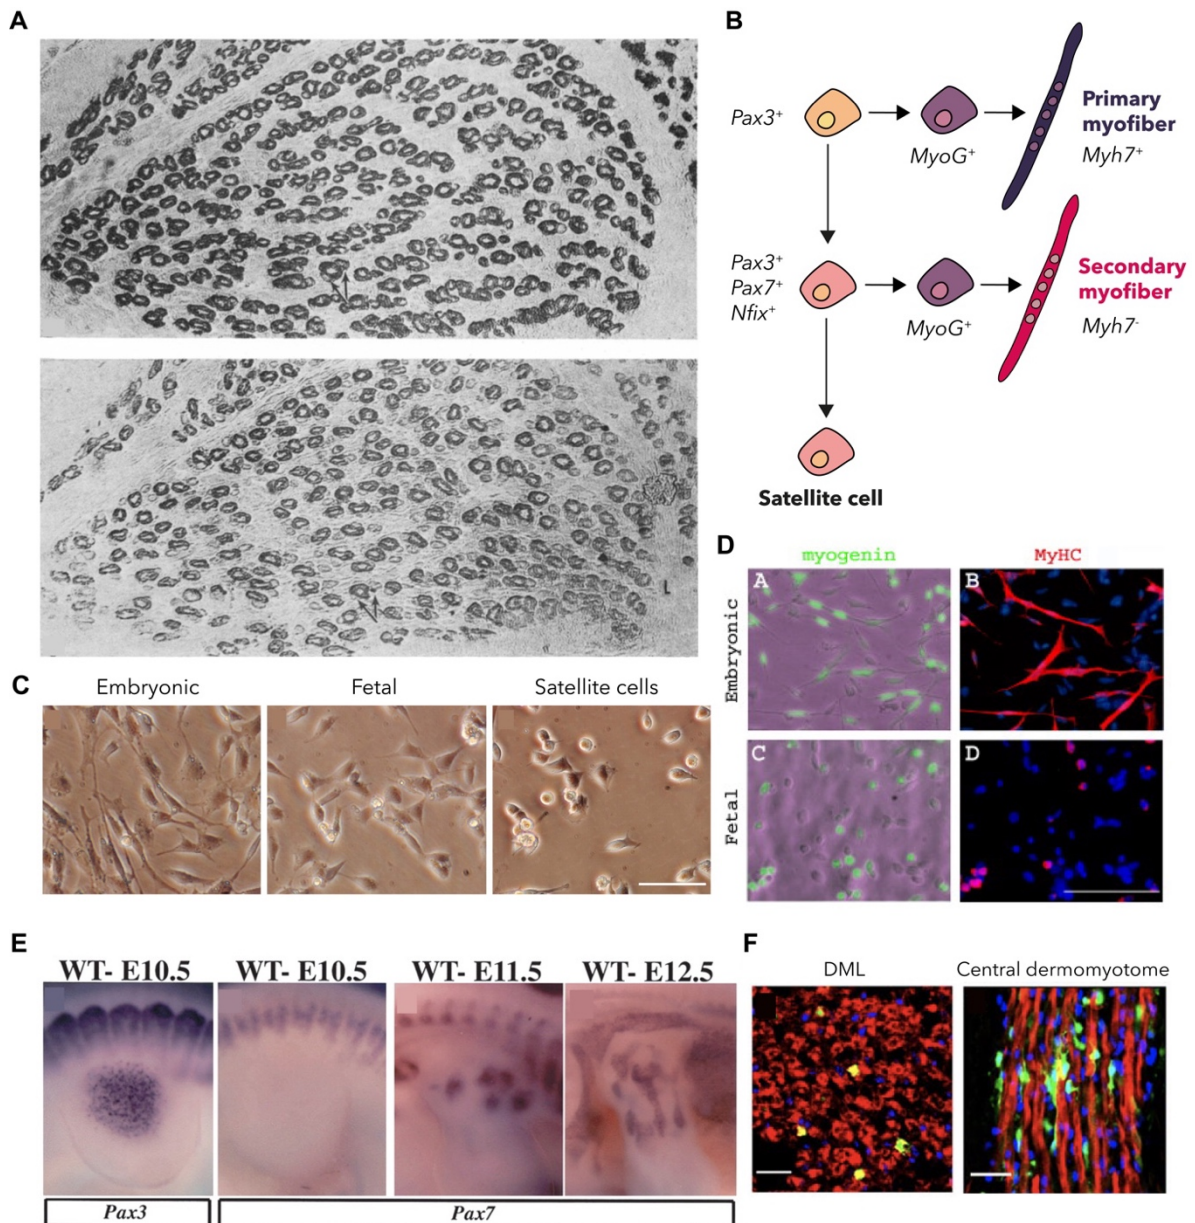 A
B
Pax3⁺
MyoG⁺
Primary
myofiber
Myh7⁺
Pax3⁺
Pax7⁺
Nfix⁺
MyoG⁺
Secondary
myofiber
Myh7⁻
Satellite cell
L
C
Embryonic
Fetal
Satellite cells
D
myogenin
MyHC
Embryonic
A
B
Fetal
C
D
E
WT- E10.5
WT- E10.5
WT- E11.5
WT- E12.5
Pax3
Pax7
F
DML
Central dermomyotome